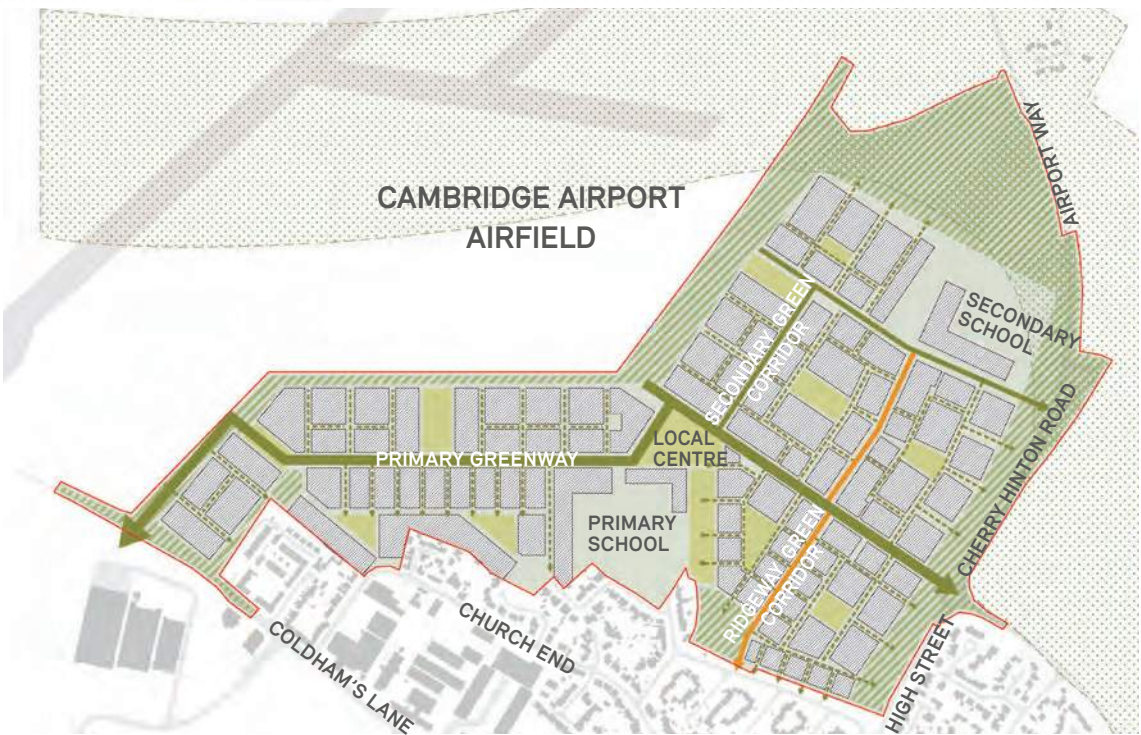 CAMBRIDGE AIRPORT
AIRFIELD
AIRPORT WAY
SECONDARY
SCHOOL
SECONDARY GREEN
CORRIDOR
LOCAL
CENTRE
PRIMARY GREENWAY
CHERRY HINTON ROAD
PRIMARY
SCHOOL
RIDGEWAY GREEN
CORRIDOR
CHURCH END
COLDHAM'S LANE
HIGH STREET